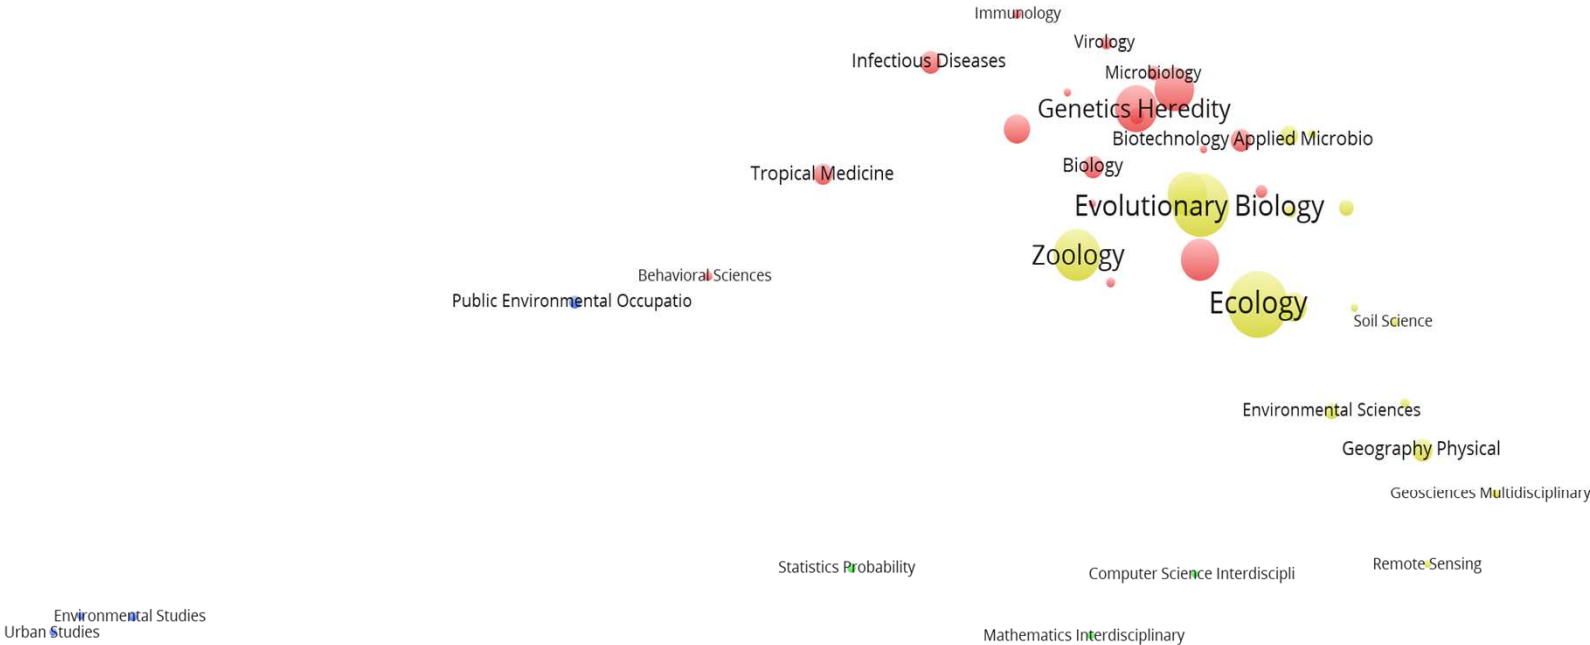 Immunology
Virology
Infectious Diseases
Microbiology
Genetics Heredity
Biotechnology Applied Microbio
Biology
Tropical Medicine
Evolutionary Biology
Zoology
Behavioral Sciences
Public Environmental Occupatio
Ecology
Soil Science
Environmental Sciences
Geography Physical
Geosciences Multidisciplinary
Remote Sensing
Statistics Probability
Computer Science Interdiscipli
Environmental Studies
Urban Studies
Mathematics Interdisciplinary